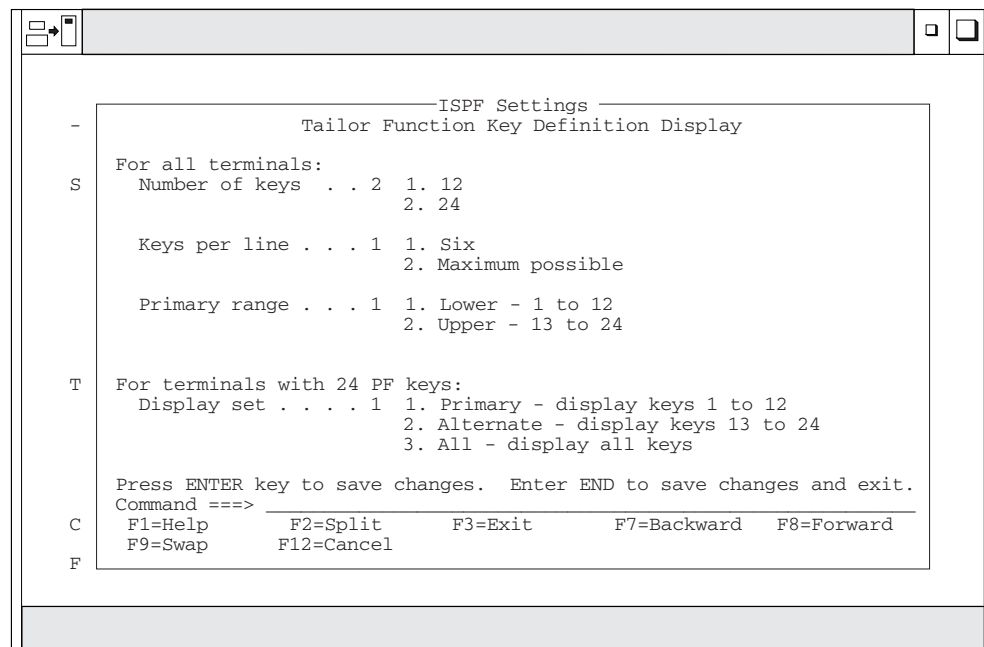 ISPF Settings
- Tailor Function Key Definition Display
For all terminals:
S Number of keys . . 2 1. 12
2. 24
Keys per line . . . 1 1. Six
2. Maximum possible
Primary range . . . 1 1. Lower - 1 to 12
2. Upper - 13 to 24
T For terminals with 24 PF keys:
Display set . . . . 1 1. Primary - display keys 1 to 12
2. Alternate - display keys 13 to 24
3. All - display all keys
Press ENTER key to save changes. Enter END to save changes and exit.
Command ===>
C F1=Help F2=Split F3=Exit F7=Backward F8=Forward
F9=Swap F12=Cancel
F